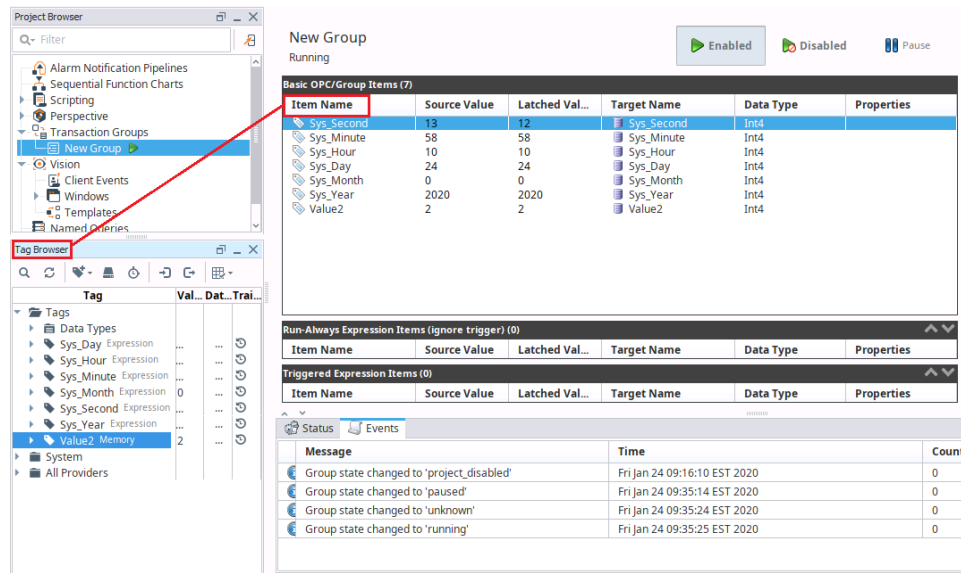 Project Browser
Filter
Alarm Notification Pipelines
Sequential Function Charts
Scripting
Perspective
Transaction Groups
New Group
Vision
Client Events
Windows
Templates
Named Queries
Tag Browser
Tag Val... Dat... Trai...
Tags
Data Types
Sys_Day Expression ... ...
Sys_Hour Expression ... ...
Sys_Minute Expression ... ...
Sys_Month Expression 0 ...
Sys_Second Expression ... ...
Sys_Year Expression ... ...
Value2 Memory 2 ...
System
All Providers
New Group
Running
Enabled Disabled Pause
Basic OPC/Group Items (7)
Item Name Source Value Latched Val... Target Name Data Type Properties
Sys_Second 13 12 Sys_Second Int4
Sys_Minute 58 58 Sys_Minute Int4
Sys_Hour 10 10 Sys_Hour Int4
Sys_Day 24 24 Sys_Day Int4
Sys_Month 0 0 Sys_Month Int4
Sys_Year 2020 2020 Sys_Year Int4
Value2 2 2 Value2 Int4
Run-Always Expression Items (ignore trigger) (0)
Item Name Source Value Latched Val... Target Name Data Type Properties
Triggered Expression Items (0)
Item Name Source Value Latched Val... Target Name Data Type Properties
Status Events
Message Time Coun
Group state changed to 'project_disabled' Fri Jan 24 09:16:10 EST 2020 0
Group state changed to 'paused' Fri Jan 24 09:35:14 EST 2020 0
Group state changed to 'unknown' Fri Jan 24 09:35:24 EST 2020 0
Group state changed to 'running' Fri Jan 24 09:35:25 EST 2020 0